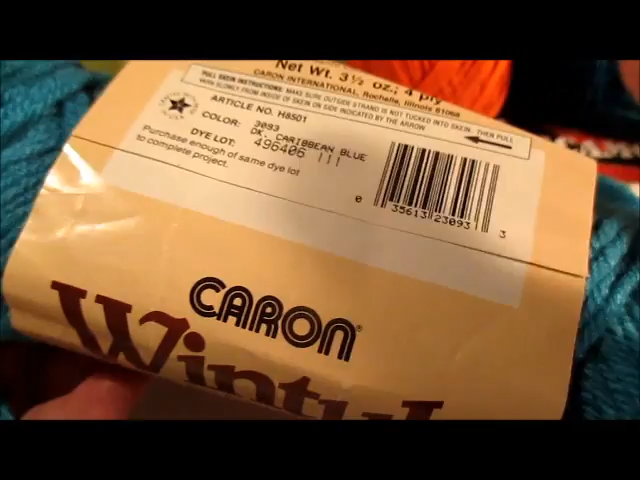 Net Wt. 3½ oz.; 4 ply
CARON INTERNATIONAL, Rochelle, Illinois 61068
PULL SKEIN INSTRUCTIONS: MAKE SURE OUTSIDE STRAND IS NOT TUCKED INTO SKEIN, THEN PULL
YARN SLOWLY FROM INSIDE OF SKEIN ON SIDE INDICATED BY THE ARROW
ARTICLE NO. H8501
COLOR: 3093
DK. CARIBBEAN BLUE
DYE LOT: 496406 !!!
Purchase enough of same dye lot
to complete project.
0 35613 23093 3
CARON®